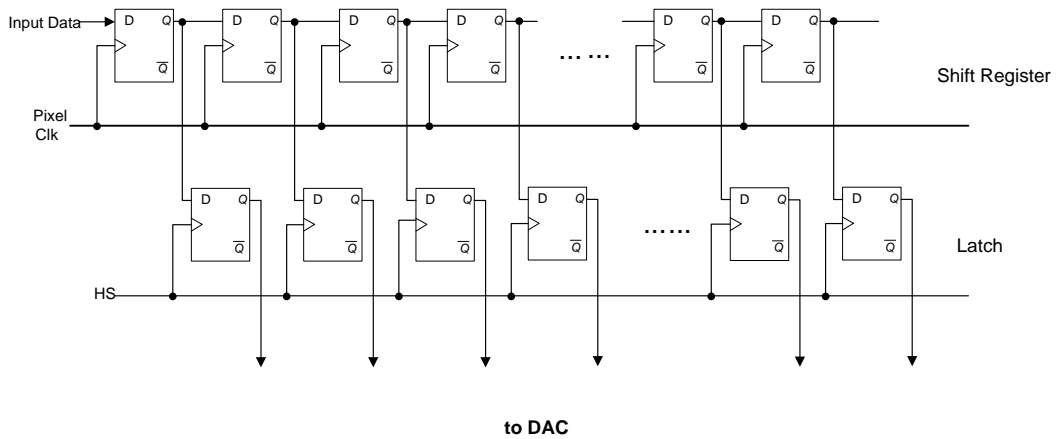 Input Data D Q D Q D Q D Q D Q D Q
... ...
Q Q Q Q Q Q
Shift Register
Pixel
Clk
D Q D Q D Q D Q D Q D Q
......
Q Q Q Q Q Q
Latch
HS
to DAC